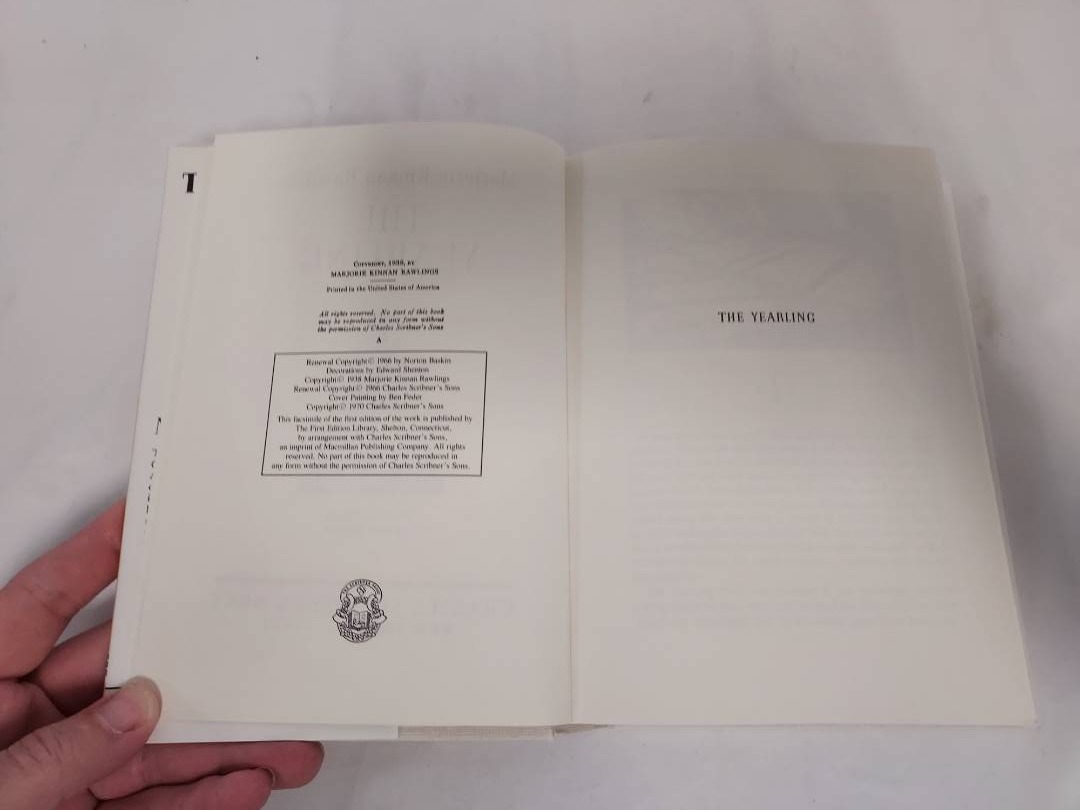 T
COPYRIGHT, 1938, BY
MARJORIE KINNAN RAWLINGS
Printed in the United States of America
All rights reserved. No part of this book
may be reproduced in any form without
the permission of Charles Scribner's Sons
A
Renewal Copyright© 1966 by Norton Baskin
Decorations by Edward Shenton
Copyright© 1938 Marjorie Kinnan Rawlings
Renewal Copyright© 1966 Charles Scribner's Sons
Cover Painting by Ben Feder
Copyright© 1970 Charles Scribner's Sons
This facsimile of the first edition of the work is published by
The First Edition Library, Shelton, Connecticut,
by arrangement with Charles Scribner's Sons,
an imprint of Macmillan Publishing Company. All rights
reserved. No part of this book may be reproduced in
any form without the permission of Charles Scribner's Sons.
THE YEARLING